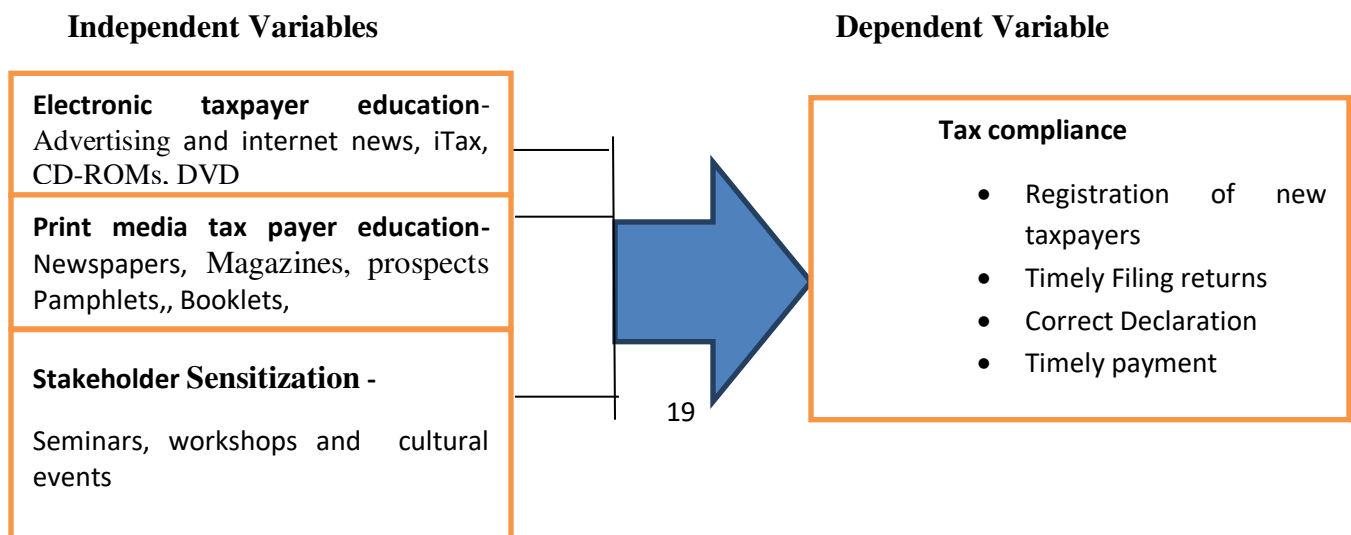 Independent Variables
Dependent Variable
Electronic taxpayer education-
Advertising and internet news, iTax,
CD-ROMs. DVD
Print media tax payer education-
Newspapers, Magazines, prospects
Pamphlets,, Booklets,
Stakeholder Sensitization -
Seminars, workshops and cultural
events
19
Tax compliance
• Registration of new
taxpayers
• Timely Filing returns
• Correct Declaration
• Timely payment